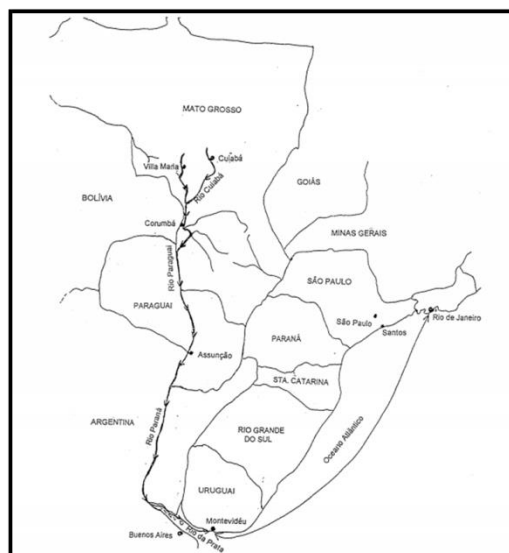 MATO GROSSO
Cuíabá
Villa Maria
Rio Cuiabá
GOIÁS
BOLÍVIA
Corumbá
MINAS GERAIS
Rio Paraguai
SÃO PAULO
PARAGUAI
São Paulo
Rio de Janeiro
Santos
PARANÁ
Assunção
STA. CATARINA
Oceano Atlântico
ARGENTINA
Rio Paraná
RIO GRANDE
DO SUL
URUGUAI
Montevidéu
Rio da Prata
Buenos Aires